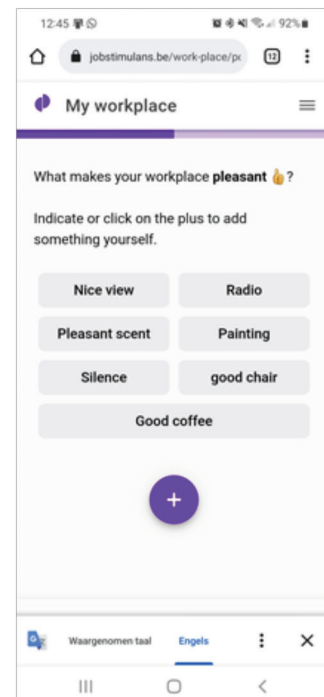 12:45
92%
jobstimulans.be/work-place/pc
12
My workplace
What makes your workplace pleasant 👍?
Indicate or click on the plus to add
something yourself.
Nice view
Radio
Pleasant scent
Painting
Silence
good chair
Good coffee
+
Waargenomen taal
Engels